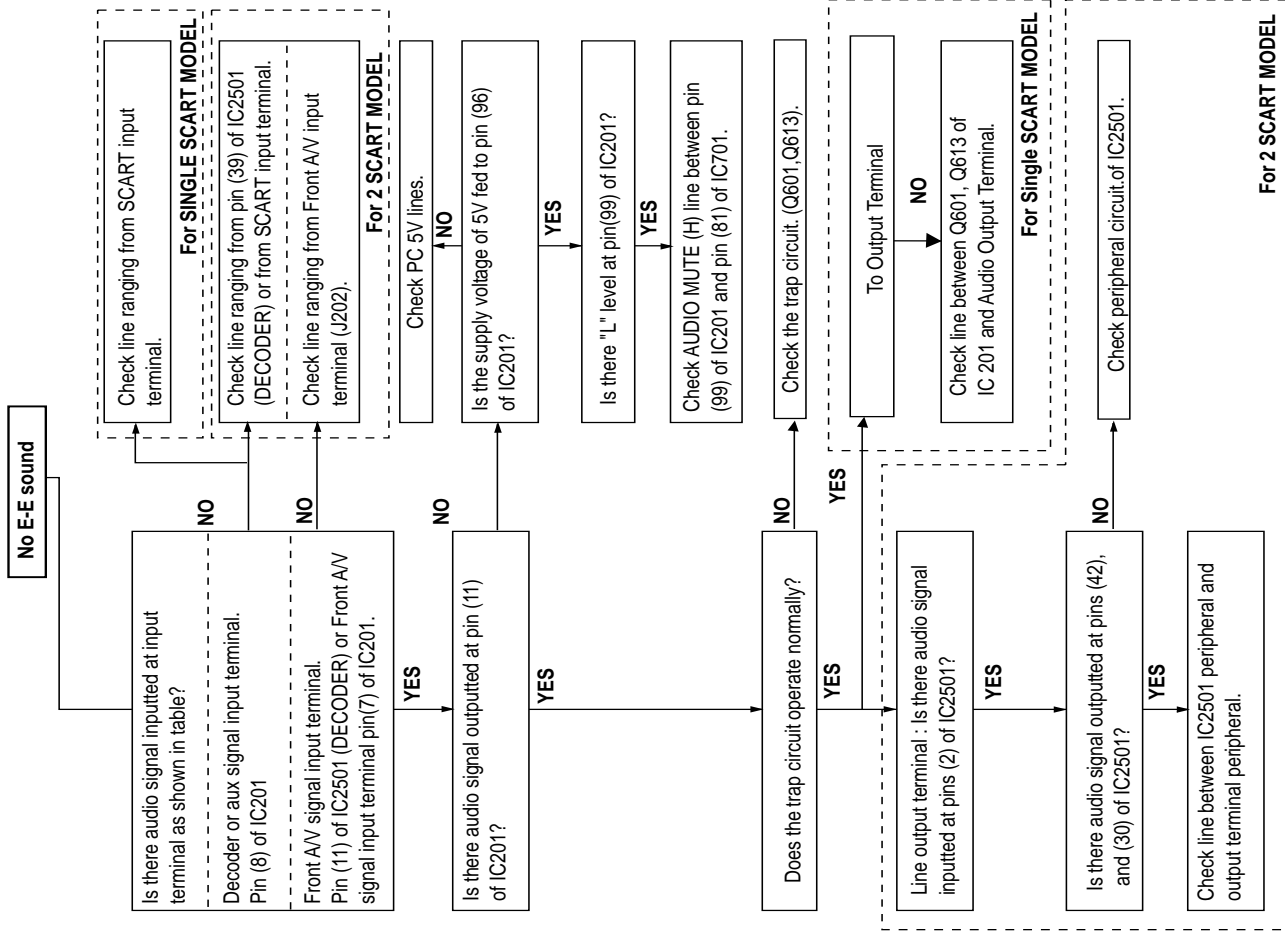 No E-E sound
Is there audio signal inputted at input
terminal as shown in table?
Decoder or aux signal input terminal.
Pin (8) of IC201
Front A/V signal input terminal.
Pin (11) of IC2501 (DECODER) or Front A/V
signal input terminal pin(7) of IC201.
NO
NO
Check line ranging from SCART input
terminal.
For SINGLE SCART MODEL
Check line ranging from pin (39) of IC2501
(DECODER) or from SCART input terminal.
Check line ranging from Front A/V input
terminal (J202).
For 2 SCART MODEL
YES
Is there audio signal outputted at pin (11)
of IC201?
NO
Check PC 5V lines.
NO
Is the supply voltage of 5V fed to pin (96)
of IC201?
YES
Is there "L" level at pin(99) of IC201?
YES
Check AUDIO MUTE (H) line between pin
(99) of IC201 and pin (81) of IC701.
YES
Does the trap circuit operate normally?
NO
Check the trap circuit. (Q601,Q613).
YES
YES
To Output Terminal
NO
Check line between Q601, Q613 of
IC 201 and Audio Output Terminal.
For Single SCART MODEL
Line output terminal : Is there audio signal
inputted at pins (2) of IC2501?
YES
Is there audio signal outputted at pins (42),
and (30) of IC2501?
NO
Check peripheral circuit.of IC2501.
YES
Check line between IC2501 peripheral and
output terminal peripheral.
For 2 SCART MODEL